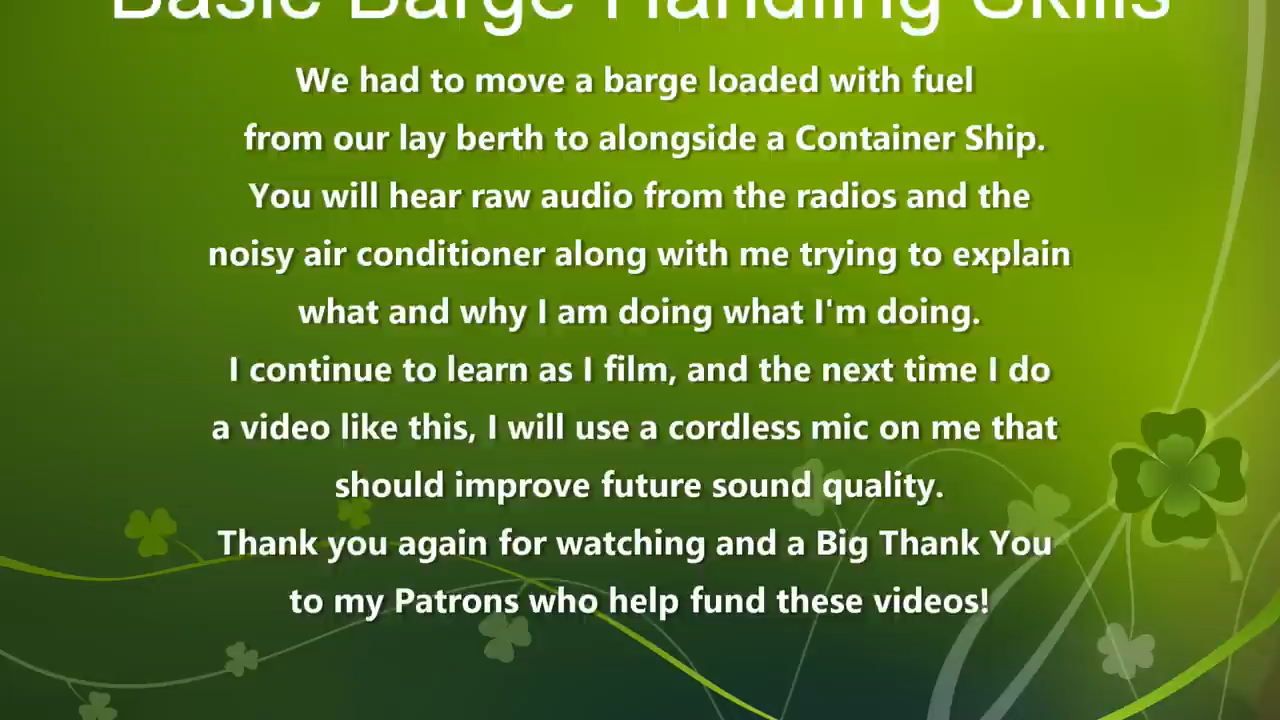 Basic Barge Handling Skills
We had to move a barge loaded with fuel
from our lay berth to alongside a Container Ship.
You will hear raw audio from the radios and the
noisy air conditioner along with me trying to explain
what and why I am doing what I'm doing.
I continue to learn as I film, and the next time I do
a video like this, I will use a cordless mic on me that
should improve future sound quality.
Thank you again for watching and a Big Thank You
to my Patrons who help fund these videos!